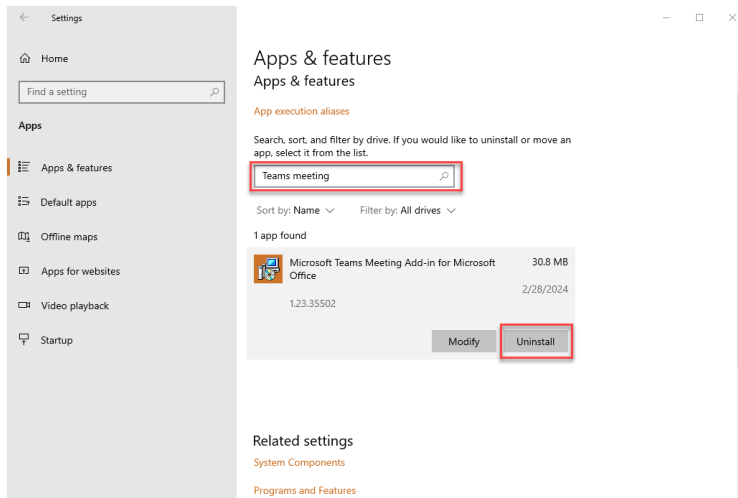 Settings
Home
Find a setting
Apps
Apps & features
Default apps
Offline maps
Apps for websites
Video playback
Startup
Apps & features
Apps & features
App execution aliases
Search, sort, and filter by drive. If you would like to uninstall or move an
app, select it from the list.
Teams meeting
Sort by: Name Filter by: All drives
1 app found
Microsoft Teams Meeting Add-in for Microsoft 30.8 MB
Office
2/28/2024
1.23.35502
Modify Uninstall
Related settings
System Components
Programs and Features